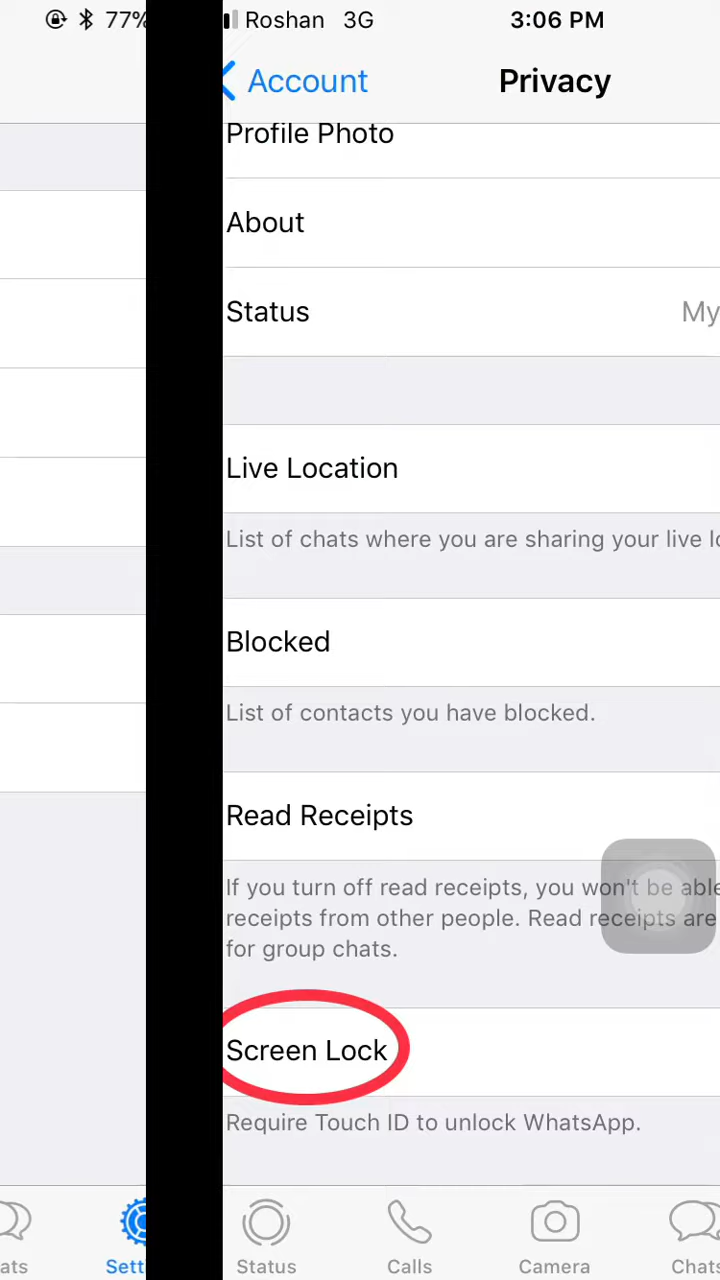 77%
Roshan 3G 3:06 PM
Account Privacy
Profile Photo
About
Status My
Live Location
List of chats where you are sharing your live
Blocked
List of contacts you have blocked.
Read Receipts
If you turn off read receipts, you won't be able
receipts from other people. Read receipts are
for group chats.
Screen Lock
Require Touch ID to unlock WhatsApp.
ats Sett Status Calls Camera Chats